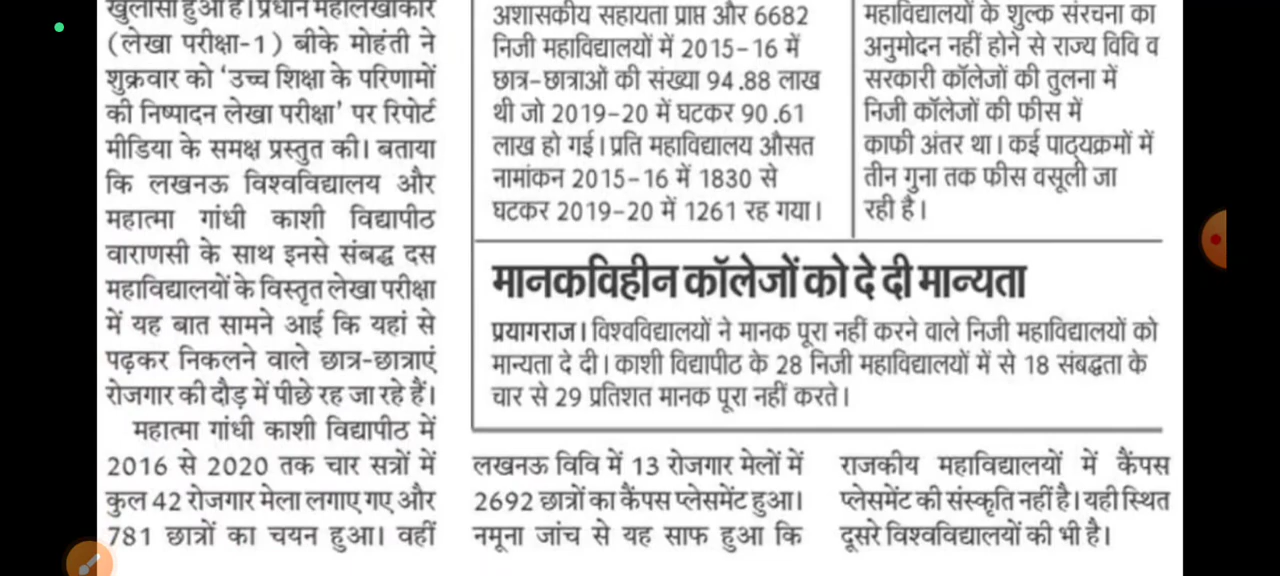 खुलासा हुआ है। प्रधान महालेखाकार
(लेखा परीक्षा-1) बीके मोहंती ने
शुक्रवार को ‘उच्च शिक्षा के परिणामों
की निष्पादन लेखा परीक्षा’ पर रिपोर्ट
मीडिया के समक्ष प्रस्तुत की। बताया
कि लखनऊ विश्वविद्यालय और
महात्मा गांधी काशी विद्यापीठ
वाराणसी के साथ इनसे संबद्ध दस
महाविद्यालयों के विस्तृत लेखा परीक्षा
में यह बात सामने आई कि यहां से
पढ़कर निकलने वाले छात्र-छात्राएं
रोजगार की दौड़ में पीछे रह जा रहे हैं।
महात्मा गांधी काशी विद्यापीठ में
2016 से 2020 तक चार सत्रों में
कुल 42 रोजगार मेला लगाए गए और
781 छात्रों का चयन हुआ। वहीं
अशासकीय सहायता प्राप्त और 6682
निजी महाविद्यालयों में 2015-16 में
छात्र-छात्राओं की संख्या 94.88 लाख
थी जो 2019-20 में घटकर 90.61
लाख हो गई। प्रति महाविद्यालय औसत
नामांकन 2015-16 में 1830 से
घटकर 2019-20 में 1261 रह गया।
महाविद्यालयों के शुल्क संरचना का
अनुमोदन नहीं होने से राज्य विवि व
सरकारी कॉलेजों की तुलना में
निजी कॉलेजों की फीस में
काफी अंतर था। कई पाठ्यक्रमों में
तीन गुना तक फीस वसूली जा
रही है।
मानकविहीन कॉलेजों को दे दी मान्यता
प्रयागराज। विश्वविद्यालयों ने मानक पूरा नहीं करने वाले निजी महाविद्यालयों को
मान्यता दे दी। काशी विद्यापीठ के 28 निजी महाविद्यालयों में से 18 संबद्धता के
चार से 29 प्रतिशत मानक पूरा नहीं करते।
लखनऊ विवि में 13 रोजगार मेलों में
2692 छात्रों का कैंपस प्लेसमेंट हुआ।
नमूना जांच से यह साफ हुआ कि
राजकीय महाविद्यालयों में कैंपस
प्लेसमेंट की संस्कृति नहीं है। यही स्थित
दूसरे विश्वविद्यालयों की भी है।